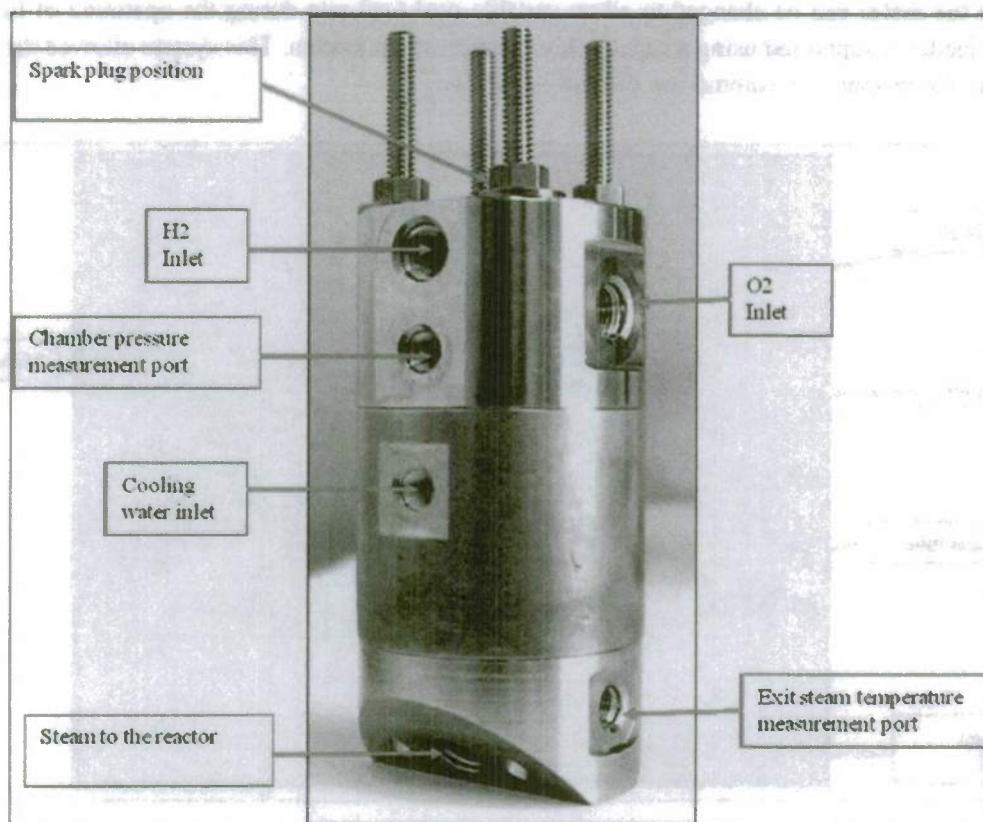 Spark plug position
H2
Inlet
O2
Inlet
Chamber pressure
measurement port
Cooling
water inlet
Exit steam temperature
measurement port
Steam to the reactor